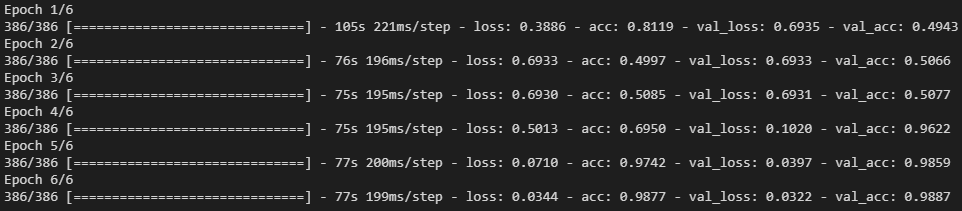 Epoch 1/6
386/386 [==============================] - 105s 221ms/step - loss: 0.3886 - acc: 0.8119 - val_loss: 0.6935 - val_acc: 0.4943
Epoch 2/6
386/386 [==============================] - 76s 196ms/step - loss: 0.6933 - acc: 0.4997 - val_loss: 0.6933 - val_acc: 0.5066
Epoch 3/6
386/386 [==============================] - 75s 195ms/step - loss: 0.6930 - acc: 0.5085 - val_loss: 0.6931 - val_acc: 0.5077
Epoch 4/6
386/386 [==============================] - 75s 195ms/step - loss: 0.5013 - acc: 0.6950 - val_loss: 0.1020 - val_acc: 0.9622
Epoch 5/6
386/386 [==============================] - 77s 200ms/step - loss: 0.0710 - acc: 0.9742 - val_loss: 0.0397 - val_acc: 0.9859
Epoch 6/6
386/386 [==============================] - 77s 199ms/step - loss: 0.0344 - acc: 0.9877 - val_loss: 0.0322 - val_acc: 0.9887